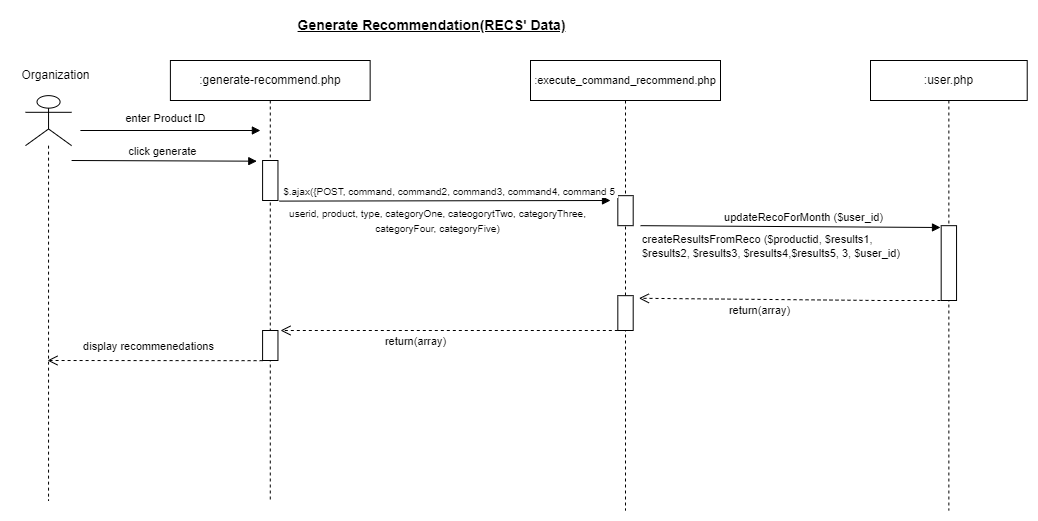 Generate Recommendation(RECS' Data)
Organization
:generate-recommend.php
:execute_command_recommend.php
:user.php
enter Product ID
click generate
$.ajax({POST, command, command2, command3, command4, command 5
userid, product, type, categoryOne, cateogorytTwo, categoryThree,
categoryFour, categoryFive)
updateRecoForMonth ($user_id)
createResultsFromReco ($productid, $results1,
$results2, $results3, $results4,$results5, 3, $user_id)
return(array)
return(array)
display recommenedations